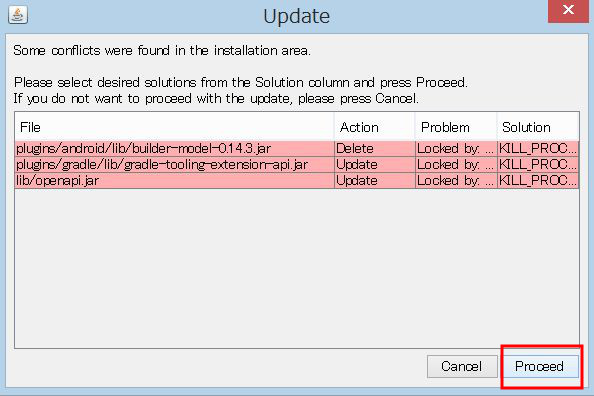 Update
Some conflicts were found in the installation area.
Please select desired solutions from the Solution column and press Proceed.
If you do not want to proceed with the update, please press Cancel.
File Action Problem Solution
plugins/android/lib/builder-model-0.14.3.jar Delete Locked by: ... KILL_PROC...
plugins/gradle/lib/gradle-tooling-extension-api.jar Update Locked by: ... KILL_PROC...
lib/openapi.jar Update Locked by: ... KILL_PROC...
Cancel Proceed